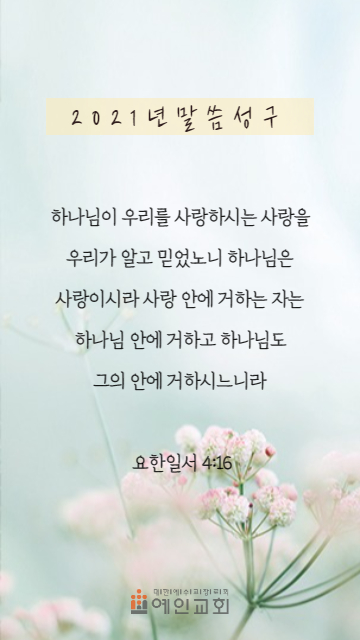 2021년말씀성구
하나님이 우리를 사랑하시는 사랑을
우리가 알고 믿었노니 하나님은
사랑이시라 사랑 안에 거하는 자는
하나님 안에 거하고 하나님도
그의 안에 거하시느니라
요한일서 4:16
예인교회